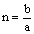 n = b/a